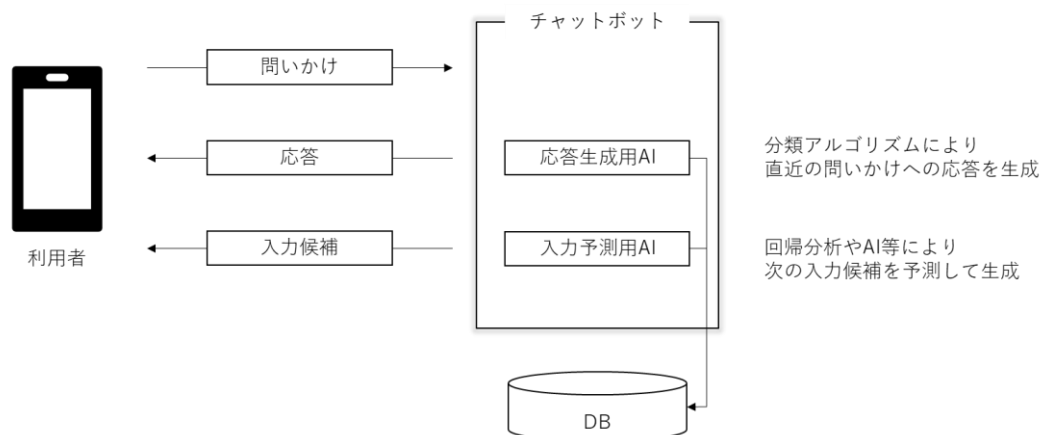 チャットボット
問いかけ
応答
応答生成用AI
分類アルゴリズムにより
直近の問いかけへの応答を生成
入力候補
入力予測用AI
回帰分析やAI等により
次の入力候補を予測して生成
利用者
DB